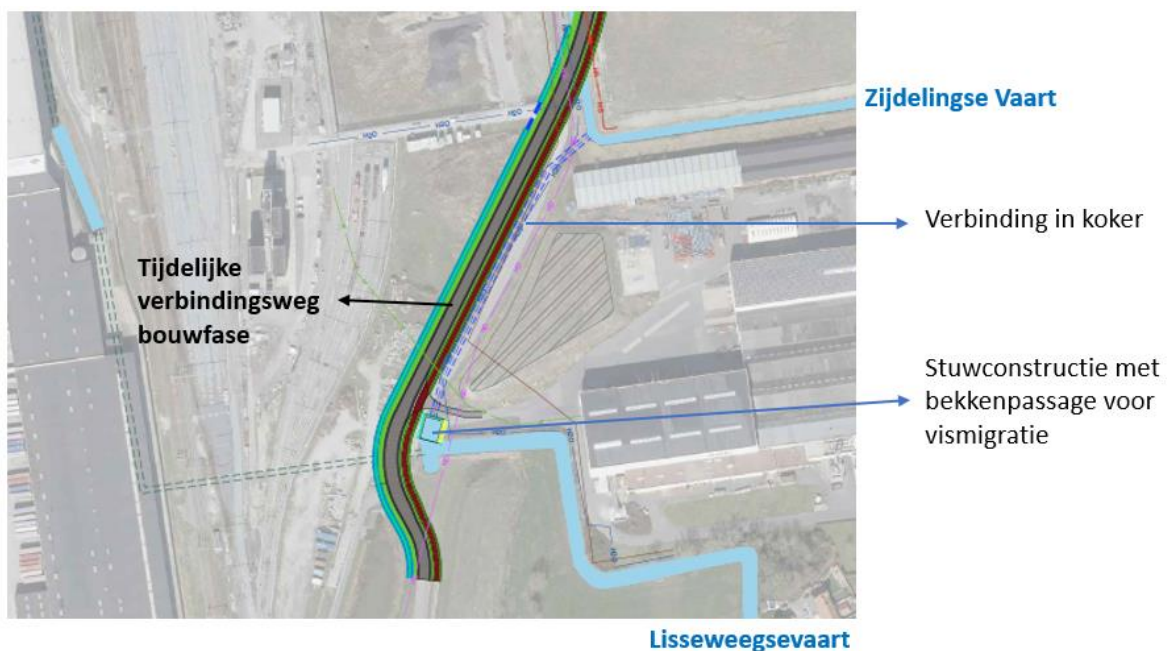 Zijdelingse Vaart
Verbinding in koker
Tijdelijke
verbindingsweg
bouwfase
Stuwconstructie met
bekkenpassage voor
vismigratie
Lisseweegsevaart